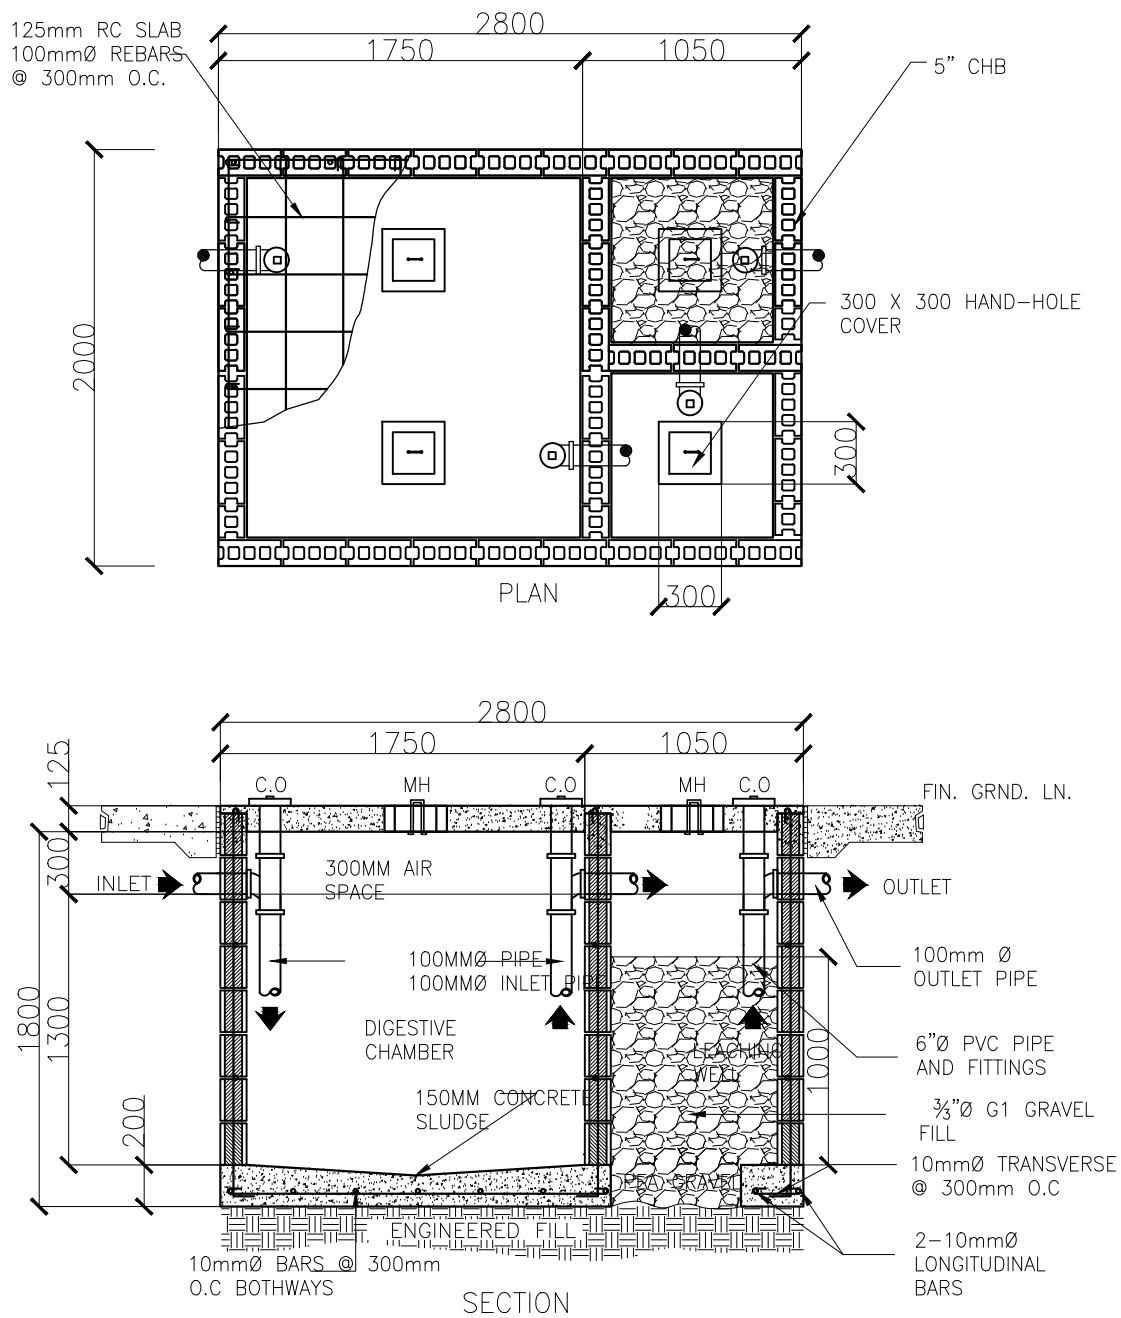 125mm RC SLAB
100mmØ REBARS
@ 300mm O.C.
2800
1750
1050
5" CHB
2000
300 X 300 HAND-HOLE
COVER
300
300
PLAN
2800
1750
1050
125
C.O
MH
C.O
MH
C.O
FIN. GRND. LN.
300
INLET
300MM AIR
SPACE
OUTLET
100MMØ PIPE
100MMØ INLET PIPE
100mm Ø
OUTLET PIPE
1800
1300
DIGESTIVE
CHAMBER
LEACHING
WELL
1000
6"Ø PVC PIPE
AND FITTINGS
150MM CONCRETE
SLUDGE
¾"Ø G1 GRAVEL
FILL
200
PEA GRAVEL
10mmØ TRANSVERSE
@ 300mm O.C
ENGINEERED FILL
10mmØ BARS @ 300mm
O.C BOTHWAYS
2-10mmØ
LONGITUDINAL
BARS
SECTION